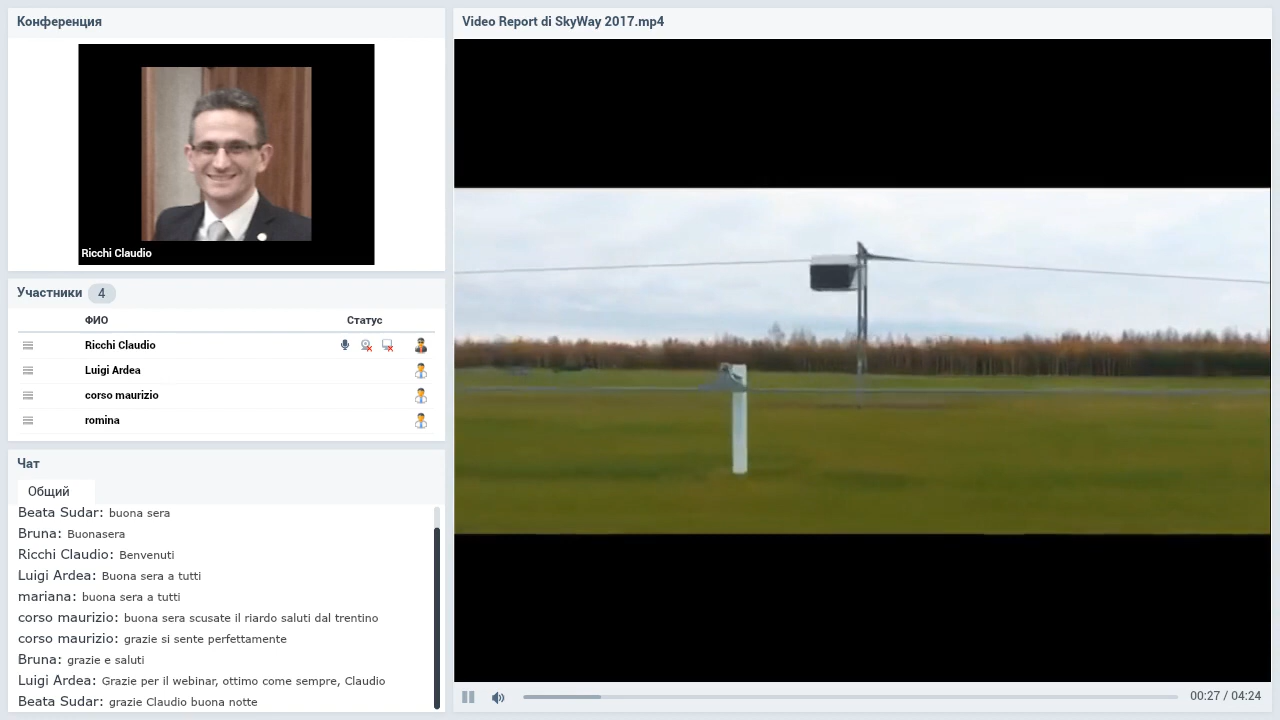 Конференция
Ricchi Claudio
Участники 4
ФИО Статус
Ricchi Claudio
Luigi Ardea
corso maurizio
romina
Чат
Общий
Beata Sudar: buona sera
Bruna: Buonasera
Ricchi Claudio: Benvenuti
Luigi Ardea: Buona sera a tutti
mariana: buona sera a tutti
corso maurizio: buona sera scusate il riardo saluti dal trentino
corso maurizio: grazie si sente perfettamente
Bruna: grazie e saluti
Luigi Ardea: Grazie per il webinar, ottimo come sempre, Claudio
Beata Sudar: grazie Claudio buona notte
Video Report di SkyWay 2017.mp4
00:27 / 04:24